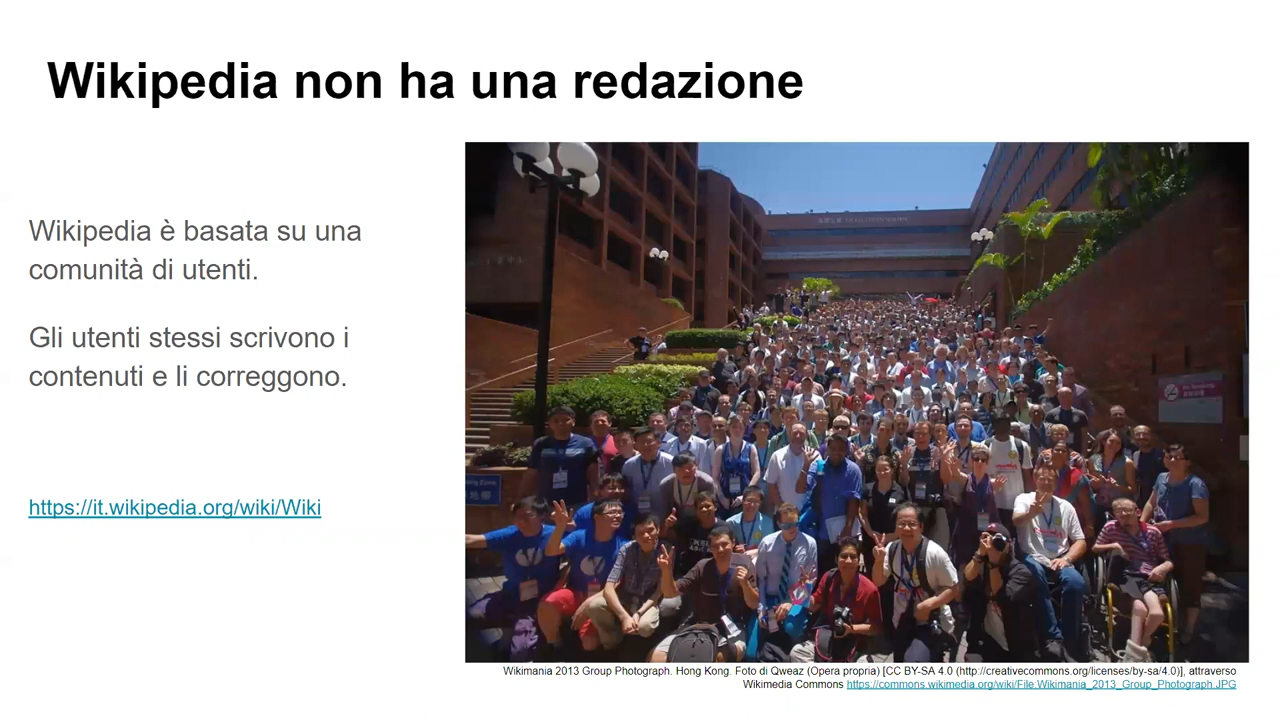 Wikipedia non ha una redazione
Wikipedia è basata su una
comunità di utenti.
Gli utenti stessi scrivono i
contenuti e li correggono.
https://it.wikipedia.org/wiki/Wiki
Wikimania 2013 Group Photograph. Hong Kong. Foto di Qweaz (Opera propria) [CC BY-SA 4.0 (http://creativecommons.org/licenses/by-sa/4.0)], attraverso
Wikimedia Commons https://commons.wikimedia.org/wiki/File:Wikimania_2013_Group_Photograph.JPG